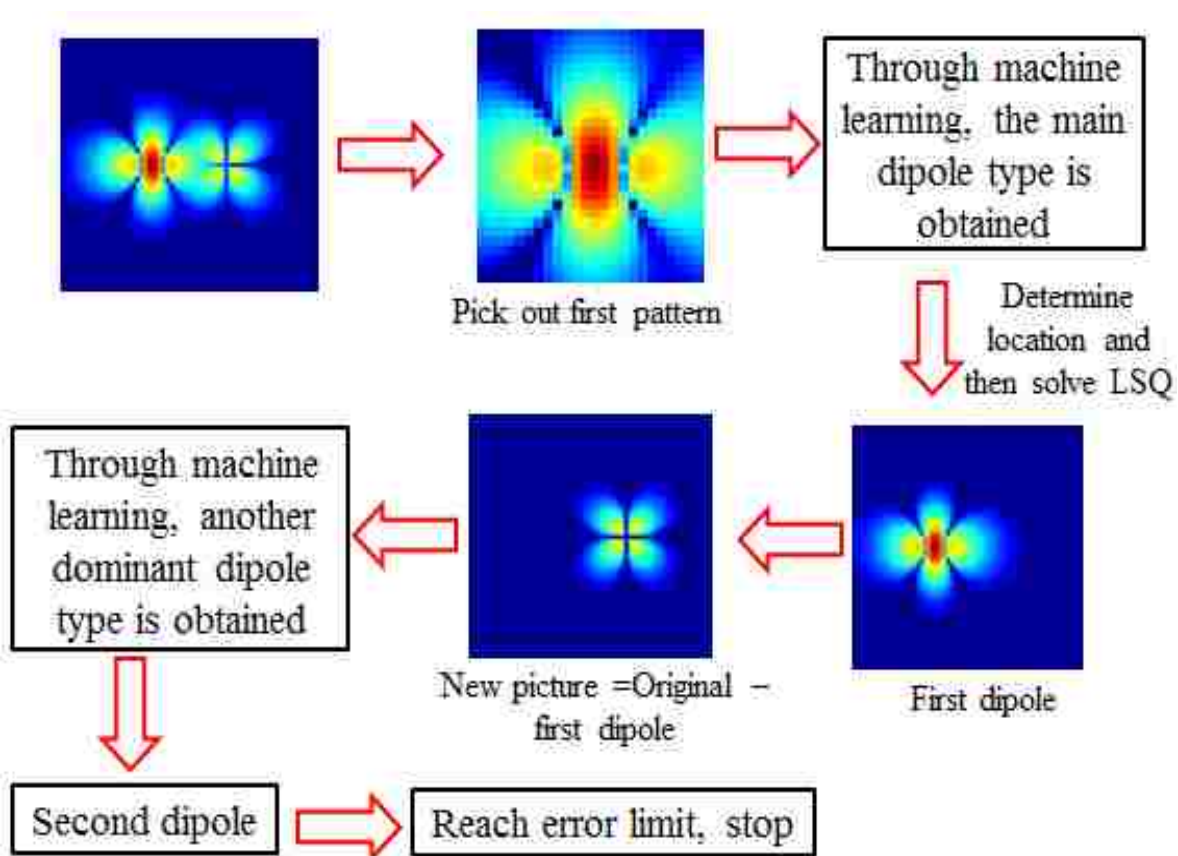 Through machine
learning, the main
dipole type is
obtained
Pick out first pattern
Determine
location and
then solve LSQ
First dipole
New picture =Original –
first dipole
Through machine
learning, another
dominant dipole
type is obtained
Second dipole
Reach error limit, stop